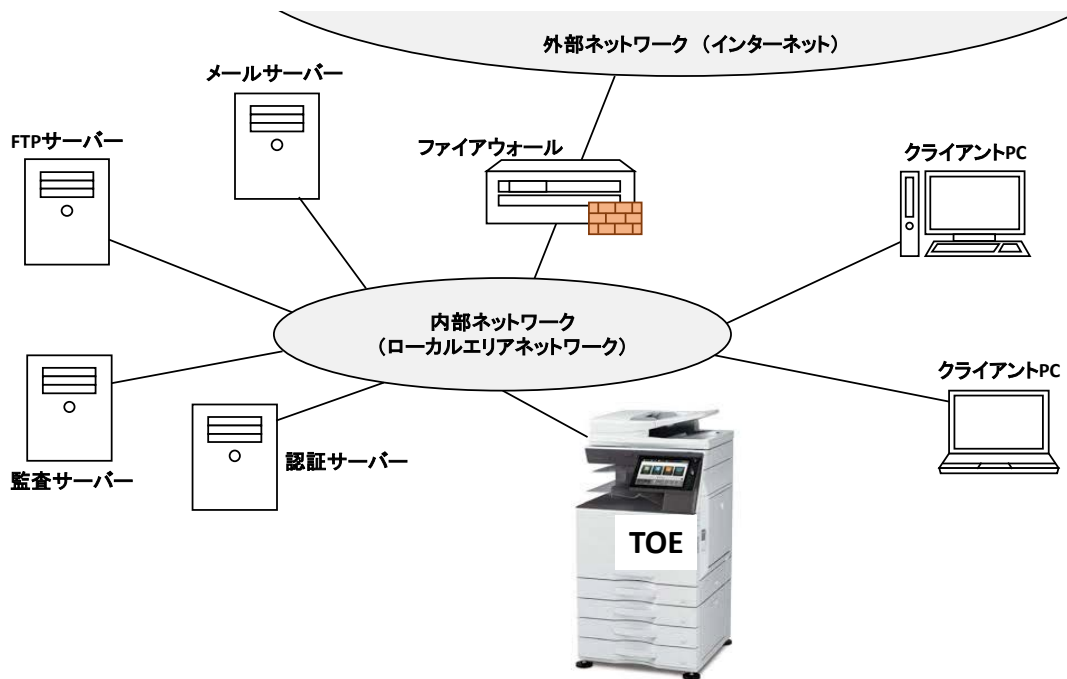 外部ネットワーク （インターネット）
メールサーバー
FTPサーバー
ファイアウォール
クライアントPC
内部ネットワーク
（ローカルエリアネットワーク）
クライアントPC
監査サーバー
認証サーバー
TOE